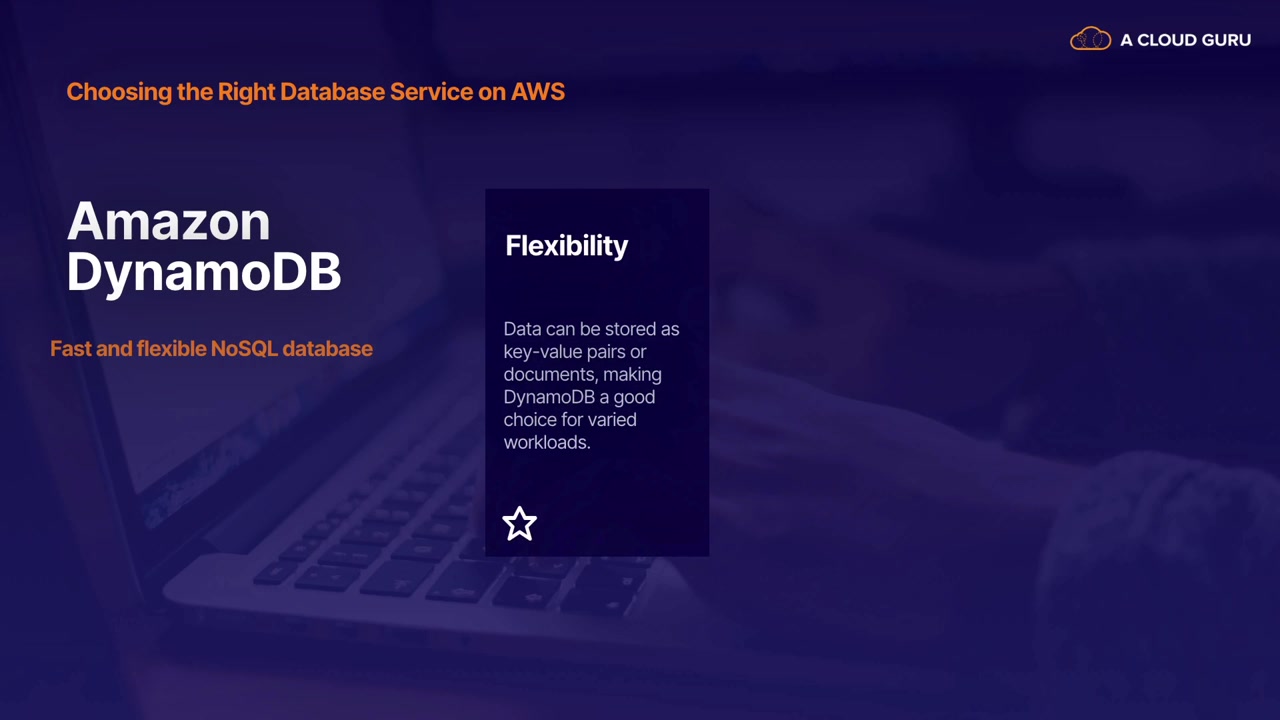 A CLOUD GURU
Choosing the Right Database Service on AWS
Amazon
DynamoDB
Fast and flexible NoSQL database
Flexibility
Data can be stored as
key-value pairs or
documents, making
DynamoDB a good
choice for varied
workloads.